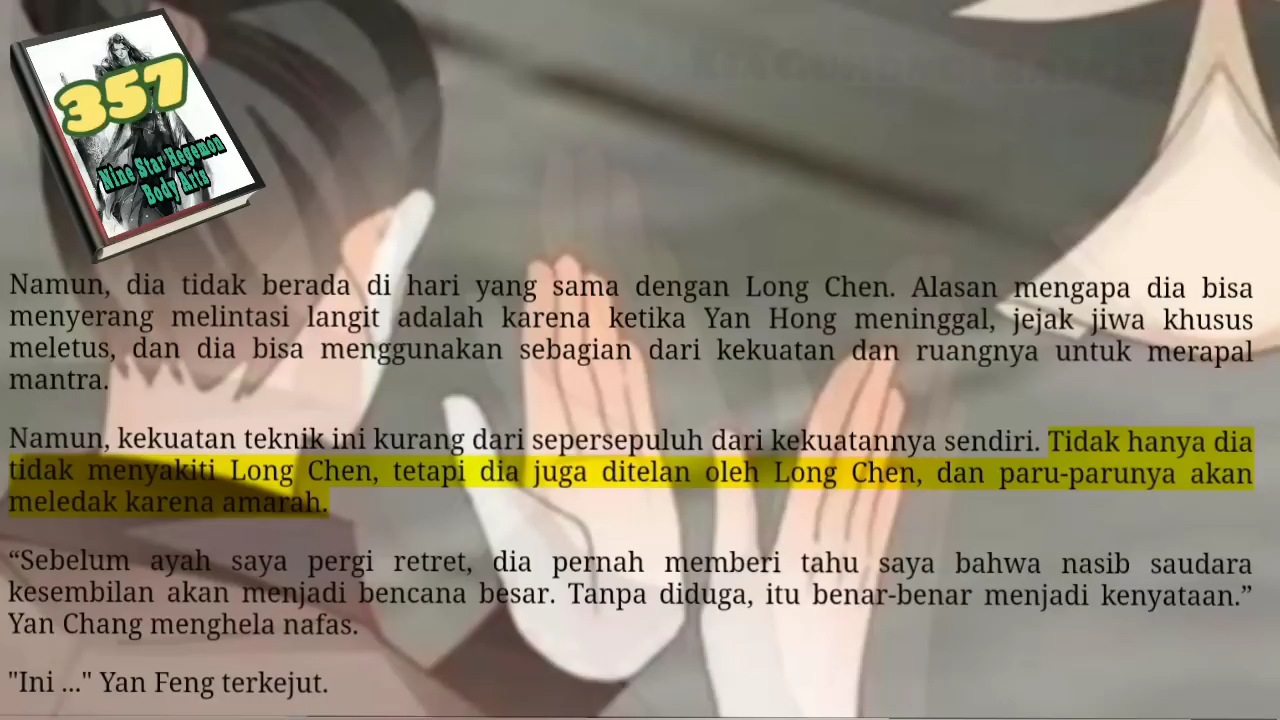 357
Nine Star Hegemon
Body Arts
Namun, dia tidak berada di hari yang sama dengan Long Chen. Alasan mengapa dia bisa
menyerang melintasi langit adalah karena ketika Yan Hong meninggal, jejak jiwa khusus
meletus, dan dia bisa menggunakan sebagian dari kekuatan dan ruangnya untuk merapal
mantra.
Namun, kekuatan teknik ini kurang dari sepersepuluh dari kekuatannya sendiri. Tidak hanya dia
tidak menyakiti Long Chen, tetapi dia juga ditelan oleh Long Chen, dan paru-parunya akan
meledak karena amarah.
“Sebelum ayah saya pergi retret, dia pernah memberi tahu saya bahwa nasib saudara
kesembilan akan menjadi bencana besar. Tanpa diduga, itu benar-benar menjadi kenyataan.”
Yan Chang menghela nafas.
"Ini ..." Yan Feng terkejut.